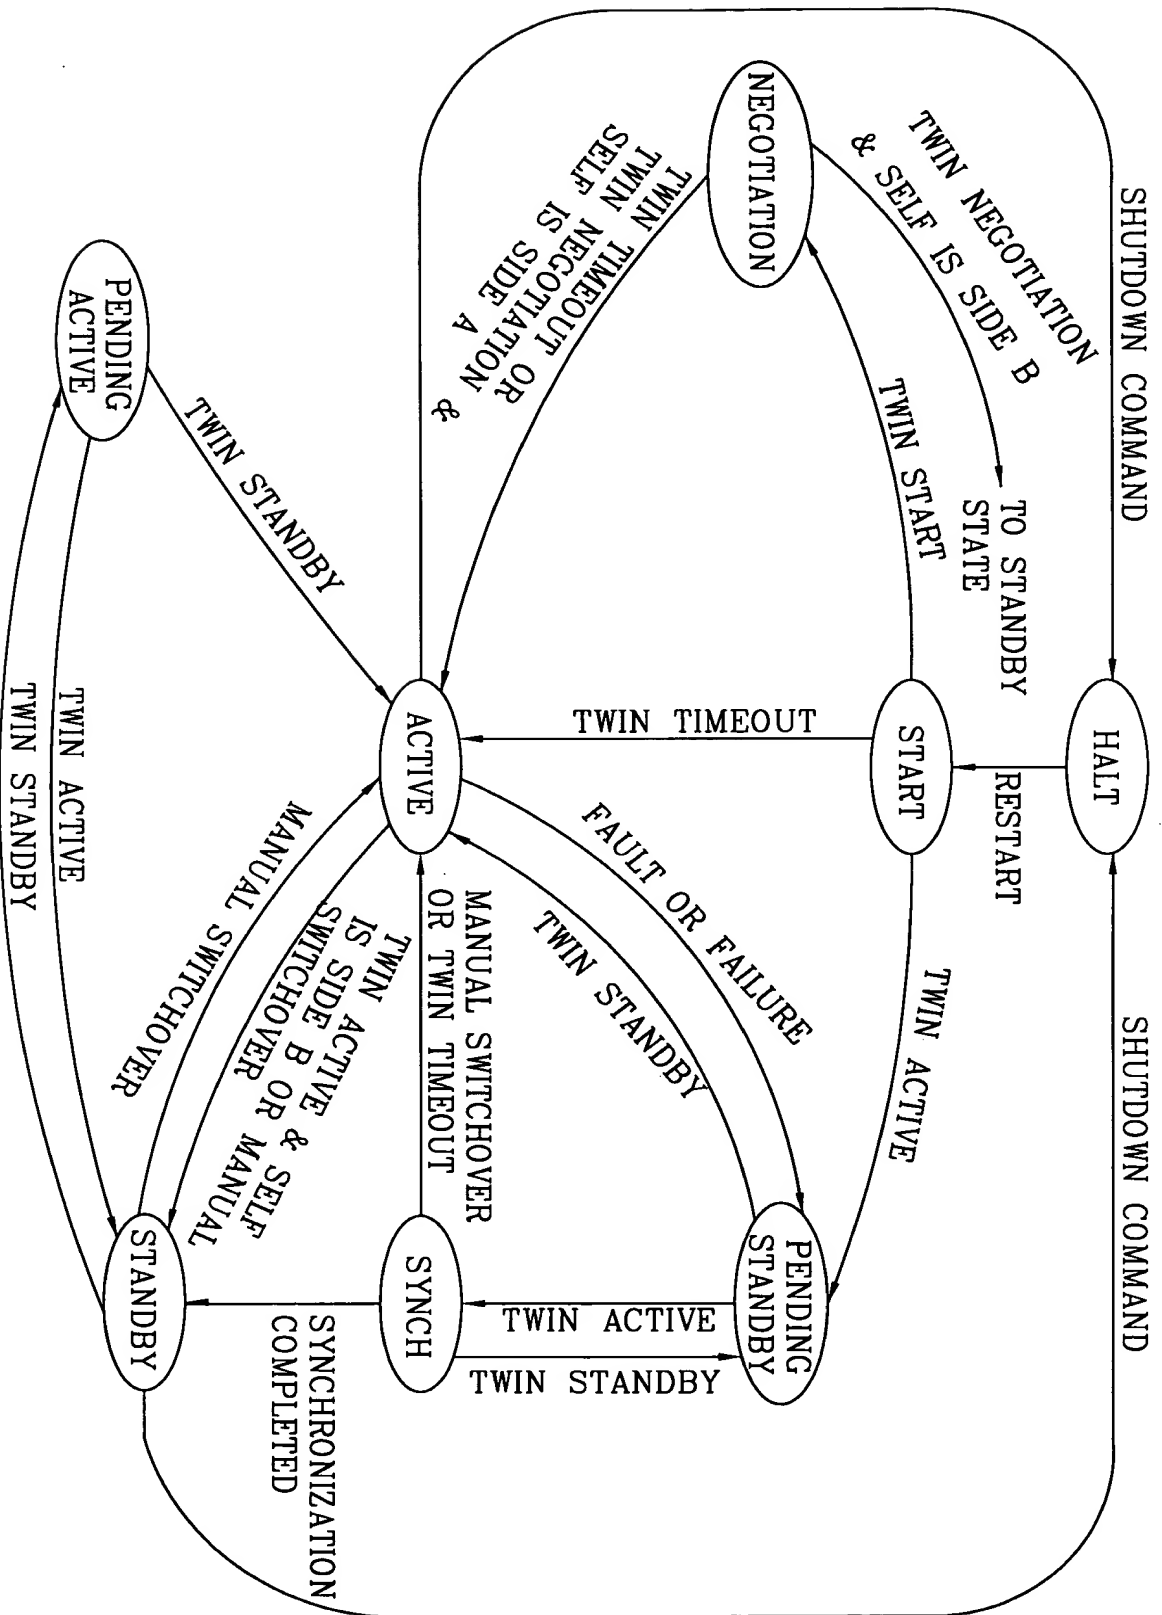 SHUTDOWN COMMAND
SHUTDOWN COMMAND
HALT
RESTART
TWIN NEGOTIATION
& SELF IS SIDE B
TO STANDBY
STATE
TWIN START
START
TWIN ACTIVE
NEGOTIATION
TWIN TIMEOUT
FAULT OR FAILURE
PENDING
STANDBY
TWIN STANDBY
TWIN TIMEOUT OR
TWIN NEGOTIATION &
SELF IS SIDE A
TWIN ACTIVE
TWIN STANDBY
ACTIVE
MANUAL SWITCHOVER
OR TWIN TIMEOUT
SYNCH
TWIN STANDBY
MANUAL SWITCHOVER
TWIN ACTIVE & SELF
IS SIDE B OR MANUAL
SWITCHOVER
SYNCHRONIZATION
COMPLETED
PENDING
ACTIVE
STANDBY
TWIN ACTIVE
TWIN STANDBY